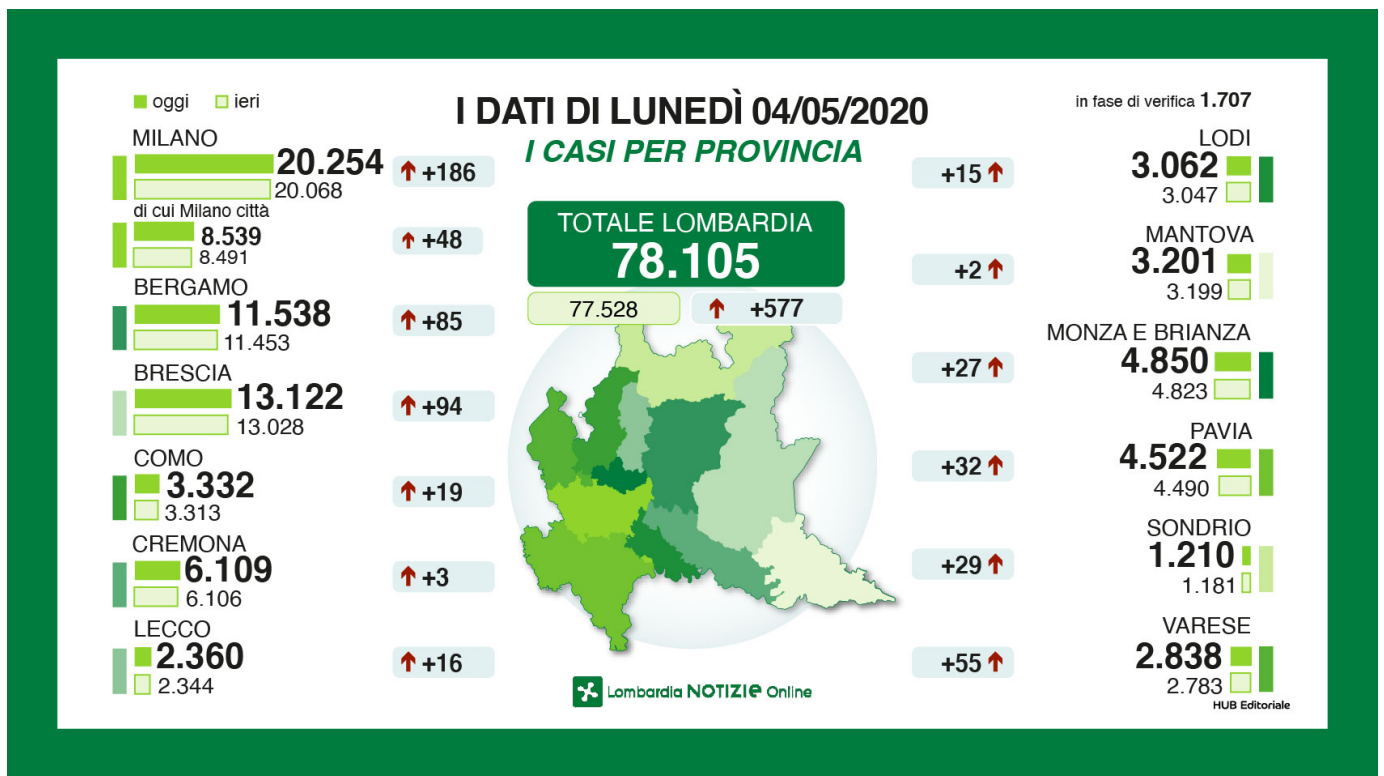 oggi ieri
I DATI DI LUNEDÌ 04/05/2020
I CASI PER PROVINCIA
in fase di verifica 1.707
MILANO
20.254
20.068
+186
di cui Milano città
8.539
8.491
+48
BERGAMO
11.538
11.453
+85
BRESCIA
13.122
13.028
+94
COMO
3.332
3.313
+19
CREMONA
6.109
6.106
+3
LECCO
2.360
2.344
+16
TOTALE LOMBARDIA
78.105
77.528 +577
LODI
3.062
3.047
+15
MANTOVA
3.201
3.199
+2
MONZA E BRIANZA
4.850
4.823
+27
PAVIA
4.522
4.490
+32
SONDRIO
1.210
1.181
+29
VARESE
2.838
2.783
+55
Lombardia NOTIZIE Online
HUB Editoriale